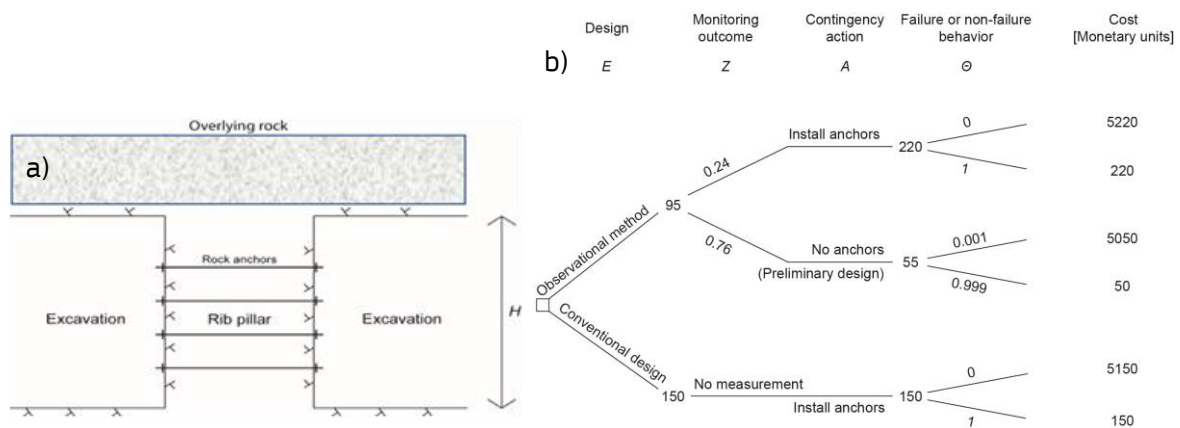 a)
Overlying rock
Rock anchors
Excavation
Rib pillar
Excavation
H
b)
Design
Monitoring
outcome
Contingency
action
Failure or non-failure
behavior
Cost
[Monetary units]
E
Z
A
Θ
Observational method
95
0.24
Install anchors
220
0
5220
1
220
0.76
No anchors
(Preliminary design)
55
0.001
5050
0.999
50
Conventional design
150
No measurement
Install anchors
150
0
5150
1
150